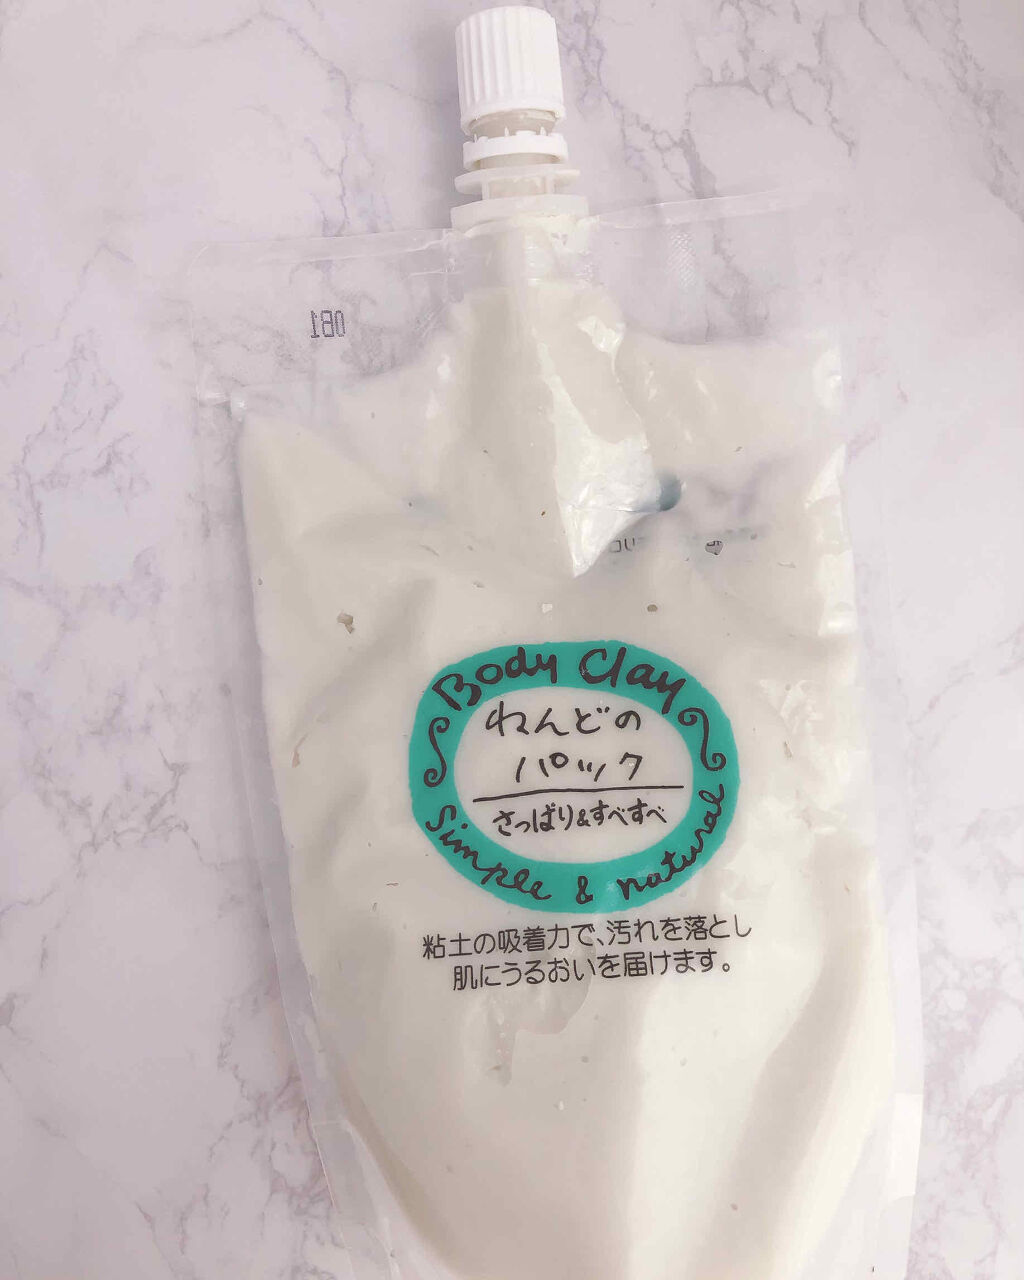 Body Clay
ねんどの
パック
さっぱり&すべすべ
Simple & natural
粘土の吸着力で、汚れを落とし
肌にうるおいを届けます。